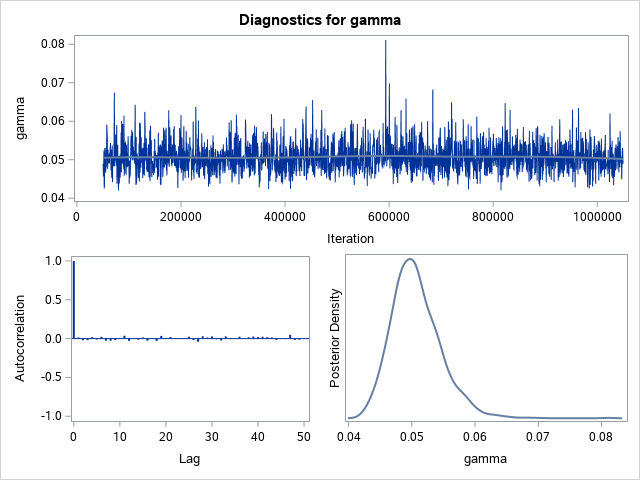 Diagnostics for gamma
gamma
0.08
0.07
0.06
0.05
0.04
0 200000 400000 600000 800000 1000000
Iteration
Autocorrelation
1.0
0.5
0.0
-0.5
-1.0
0 10 20 30 40 50
Lag
Posterior Density
0.04 0.05 0.06 0.07 0.08
gamma